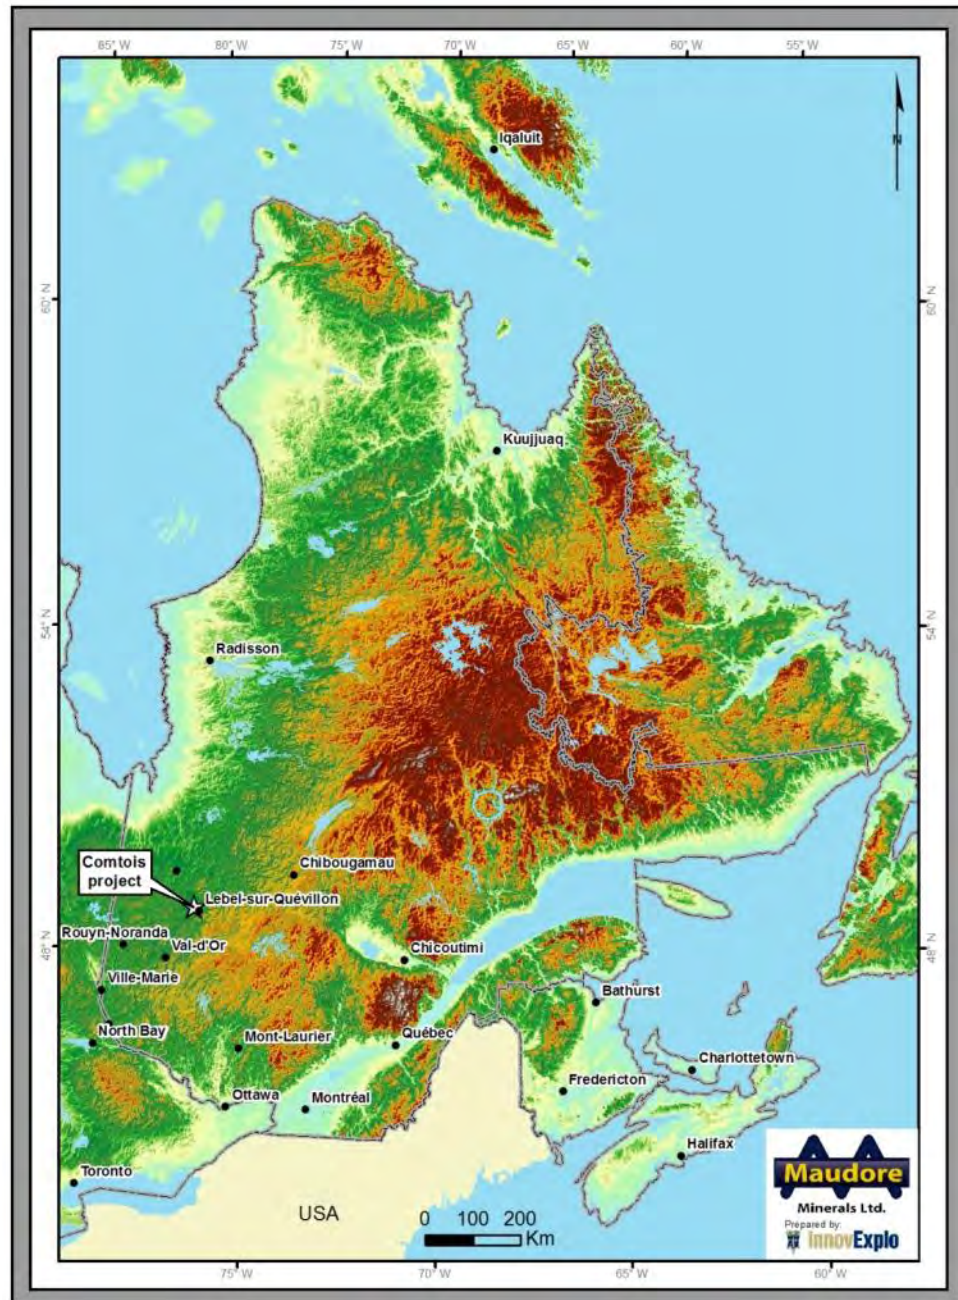 85° W 80° W 75° W 70° W 65° W 60° W 55° W
N
Iqaluit
60° N 60° N
Kuujjuaq
54° N 54° N
Radisson
Chibougamau
Comtois
project
Lebel-sur-Quévillon
Rouyn-Noranda
Val-d'Or
48° N 48° N
Chicoutimi
Ville-Marie
Bathurst
North Bay
Mont-Laurier
Québec
Charlottetown
Fredericton
Ottawa
Montréal
Halifax
Toronto
USA
0 100 200
Km
Maudore
Minerals Ltd.
Prepared by:
InnovExplo
75° W 70° W 65° W 60° W